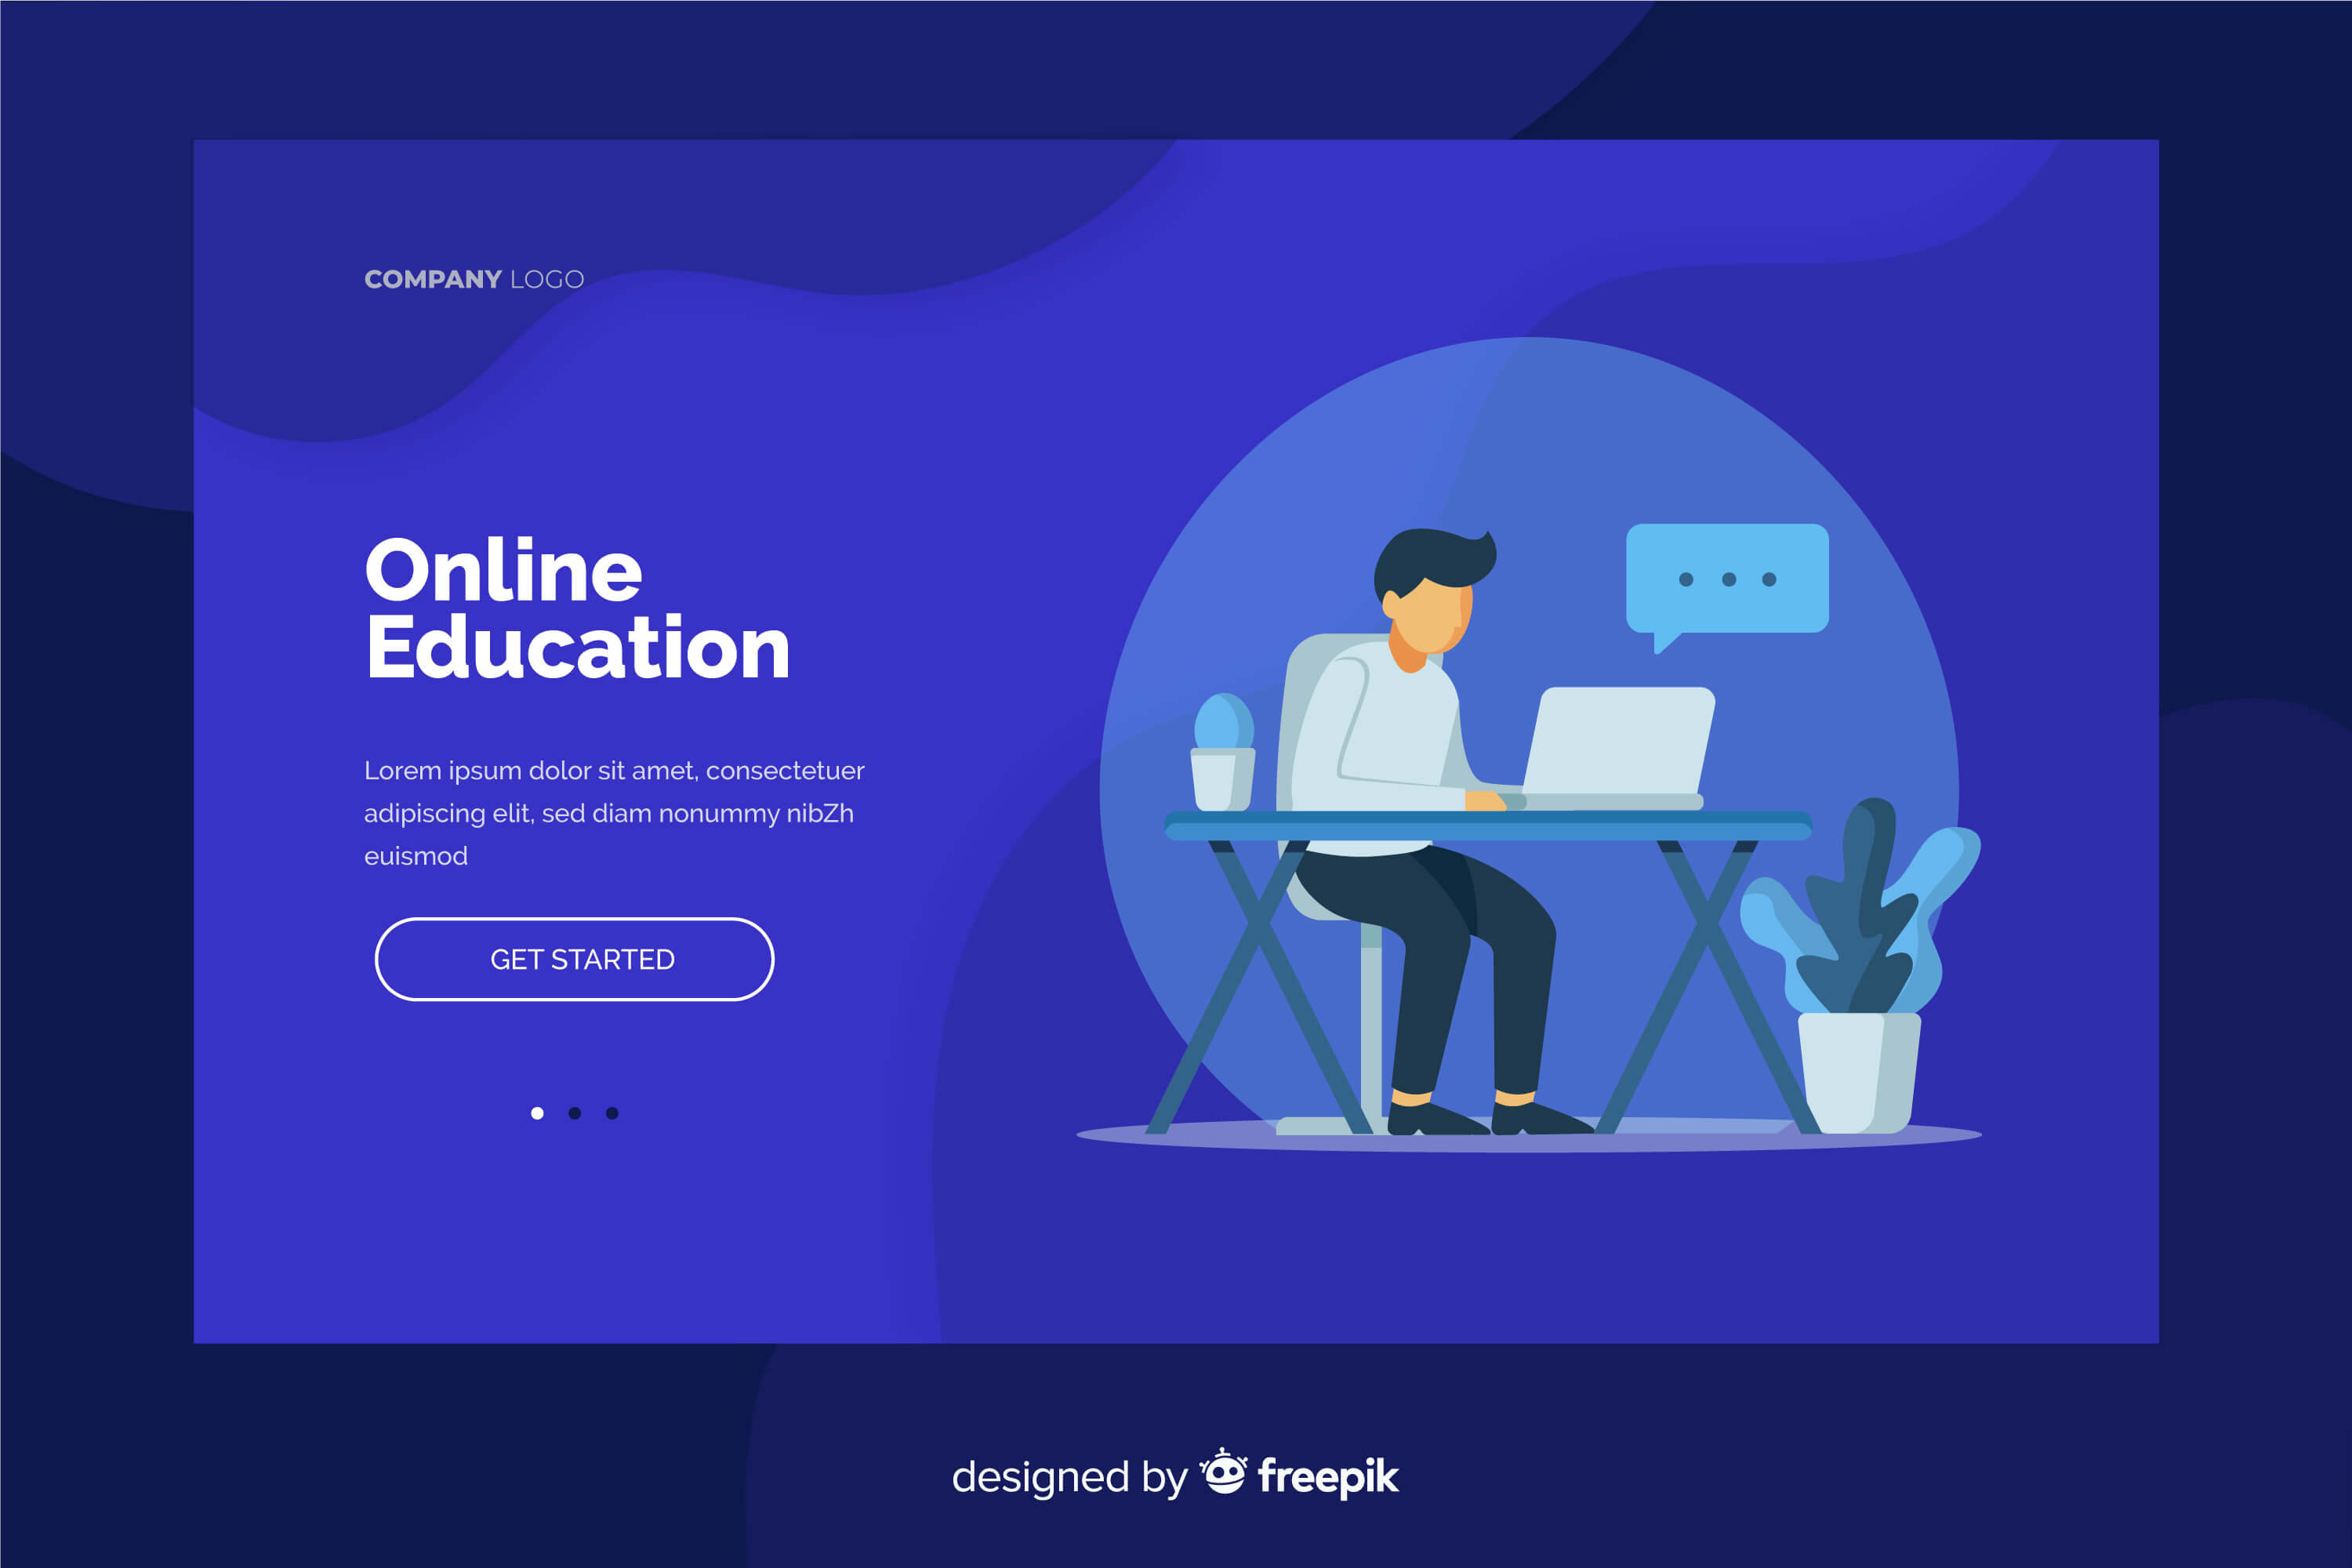 COMPANY LOGO
Online
Education
Lorem ipsum dolor sit amet, consectetuer
adipiscing elit, sed diam nonummy nibZh
euismod
GET STARTED
designed by freepik